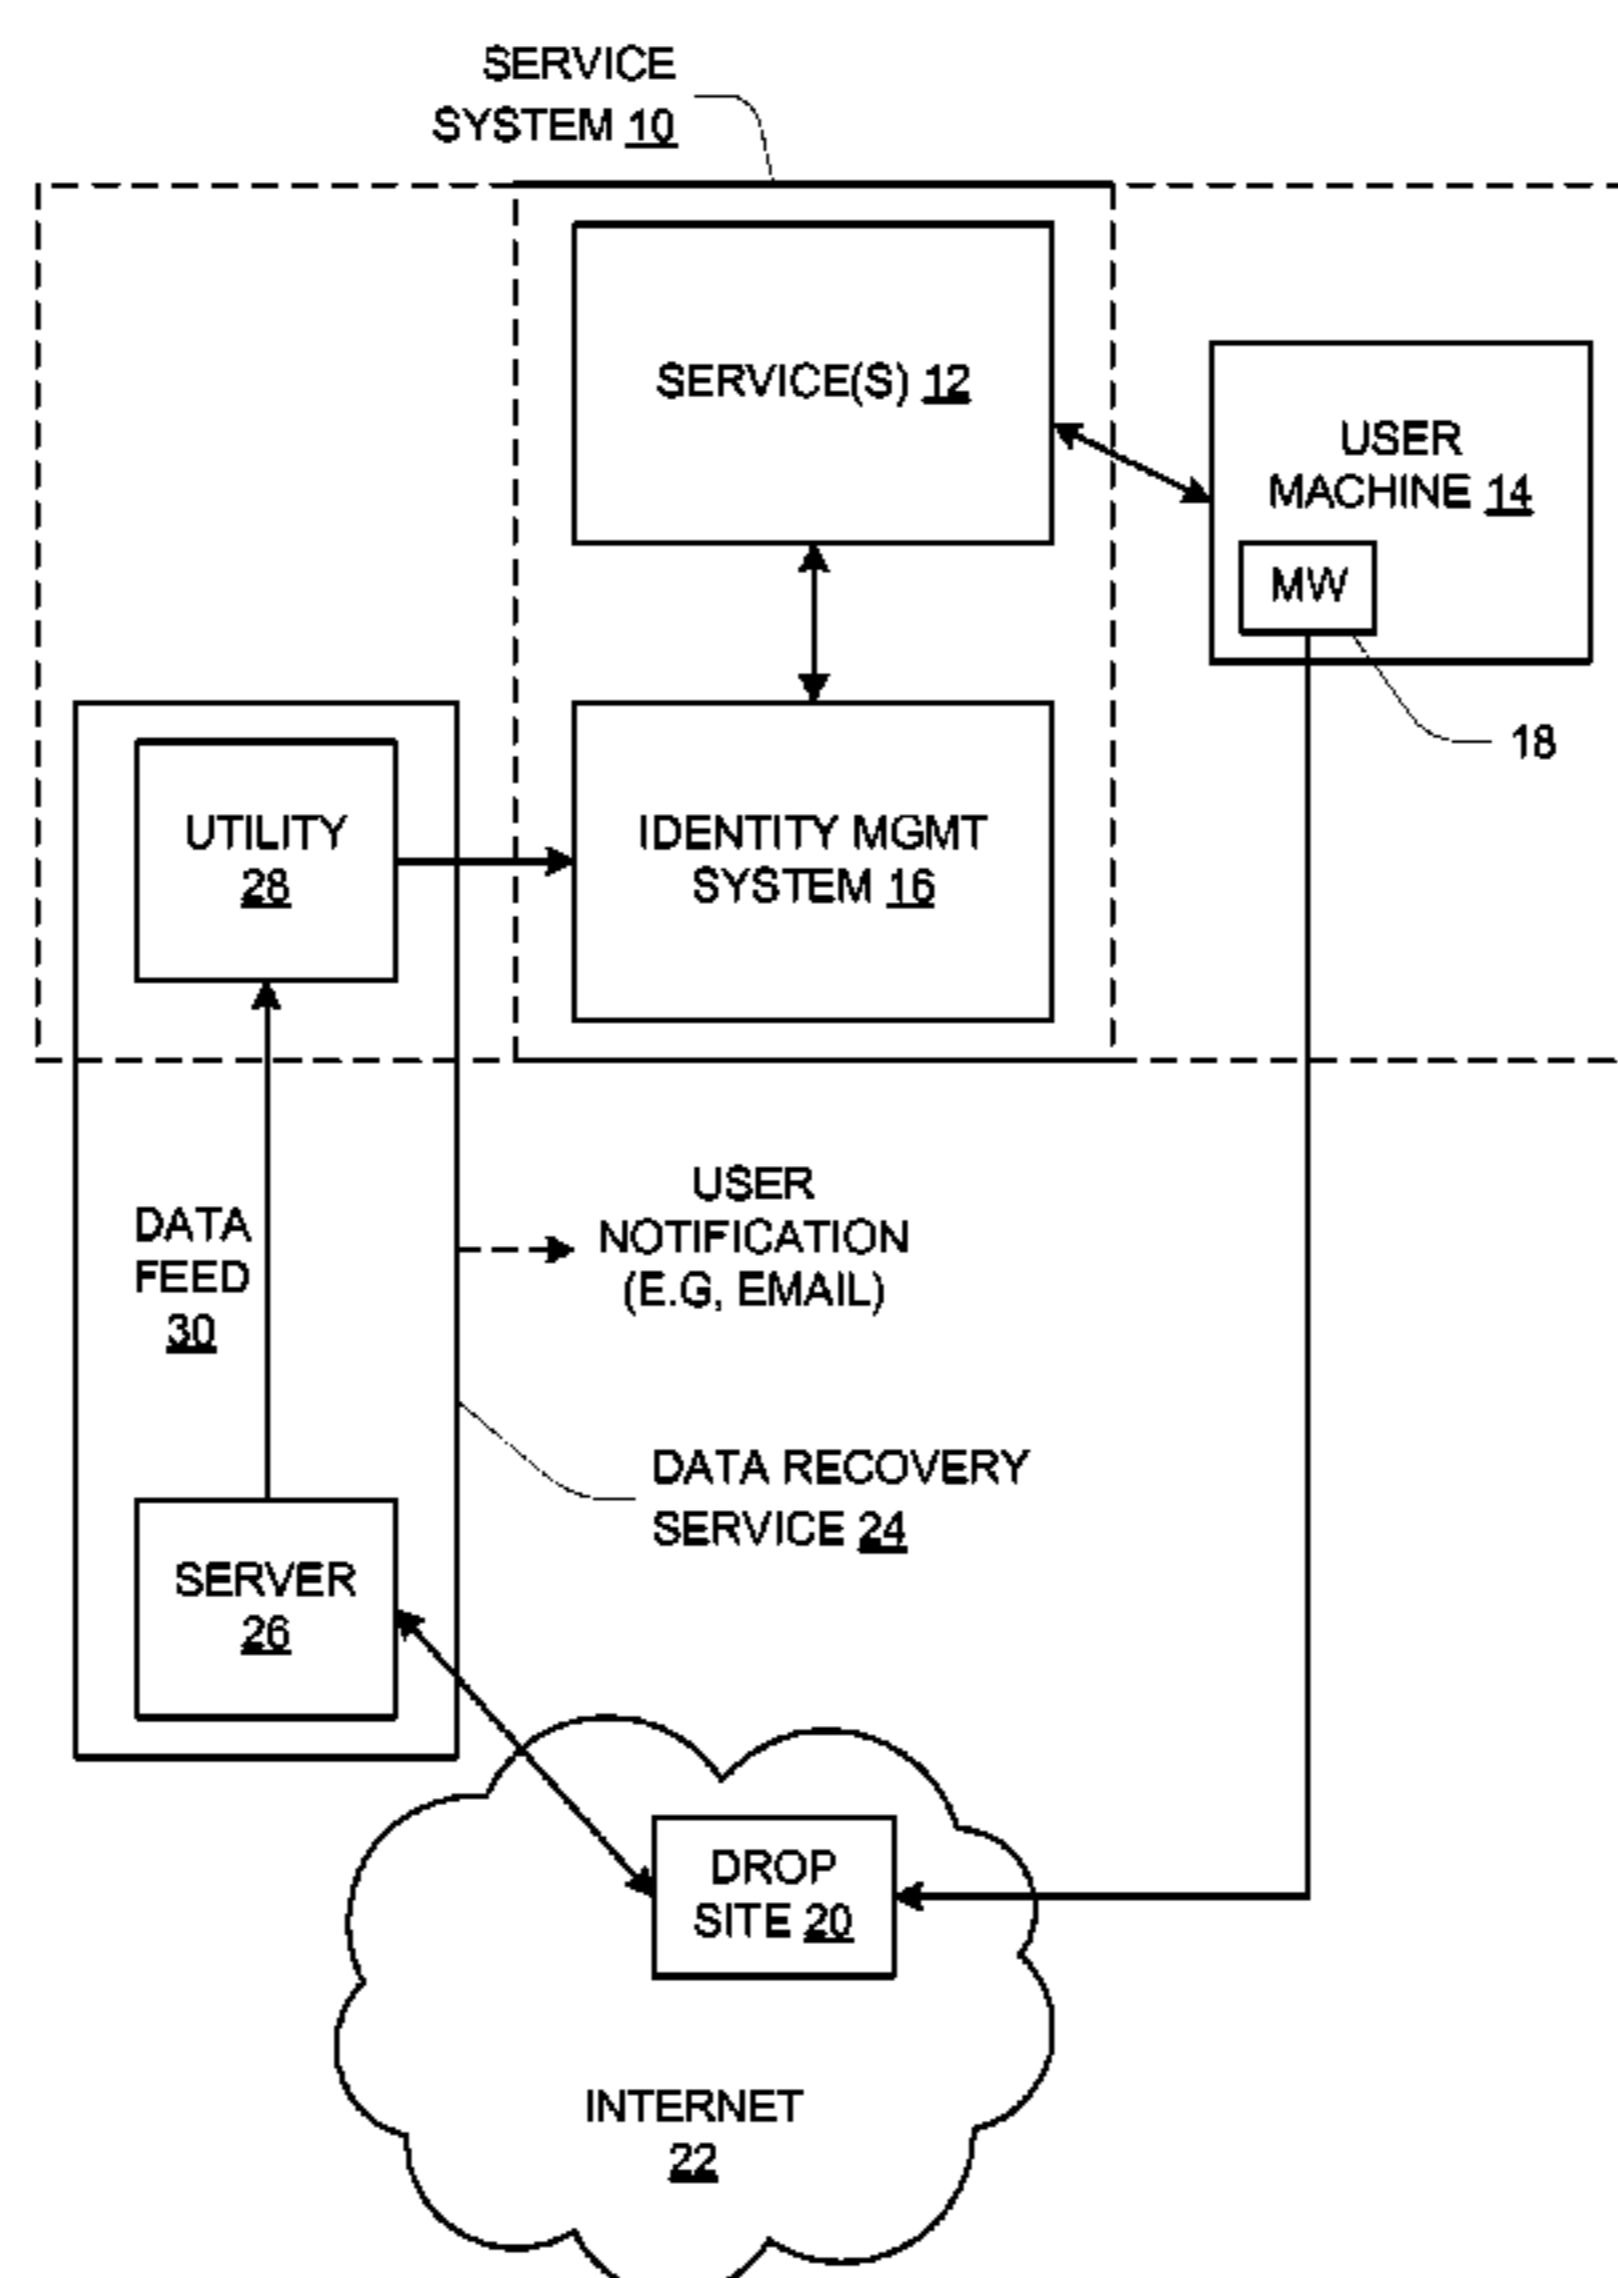 SERVICE
SYSTEM 10
SERVICE(S) 12
USER
MACHINE 14
MW
18
UTILITY
28
IDENTITY MGMT
SYSTEM 16
DATA
FEED
30
USER
NOTIFICATION
(E.G, EMAIL)
DATA RECOVERY
SERVICE 24
SERVER
26
DROP
SITE 20
INTERNET
22